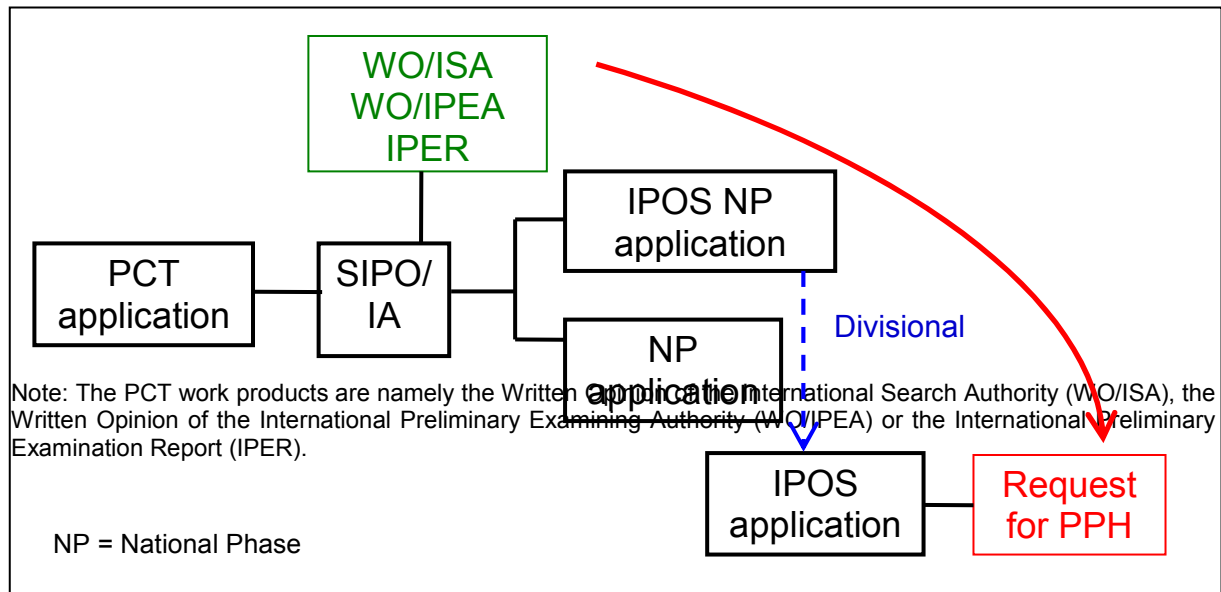 WO/ISA
WO/IPEA
IPER
IPOS NP
application
PCT
application
SIPO/
IA
Divisional
NP
application
Note: The PCT work products are namely the Written Opinion of the International Search Authority (WO/ISA), the
Written Opinion of the International Preliminary Examining Authority (WO/IPEA) or the International Preliminary
Examination Report (IPER).
IPOS
application
Request
for PPH
NP = National Phase